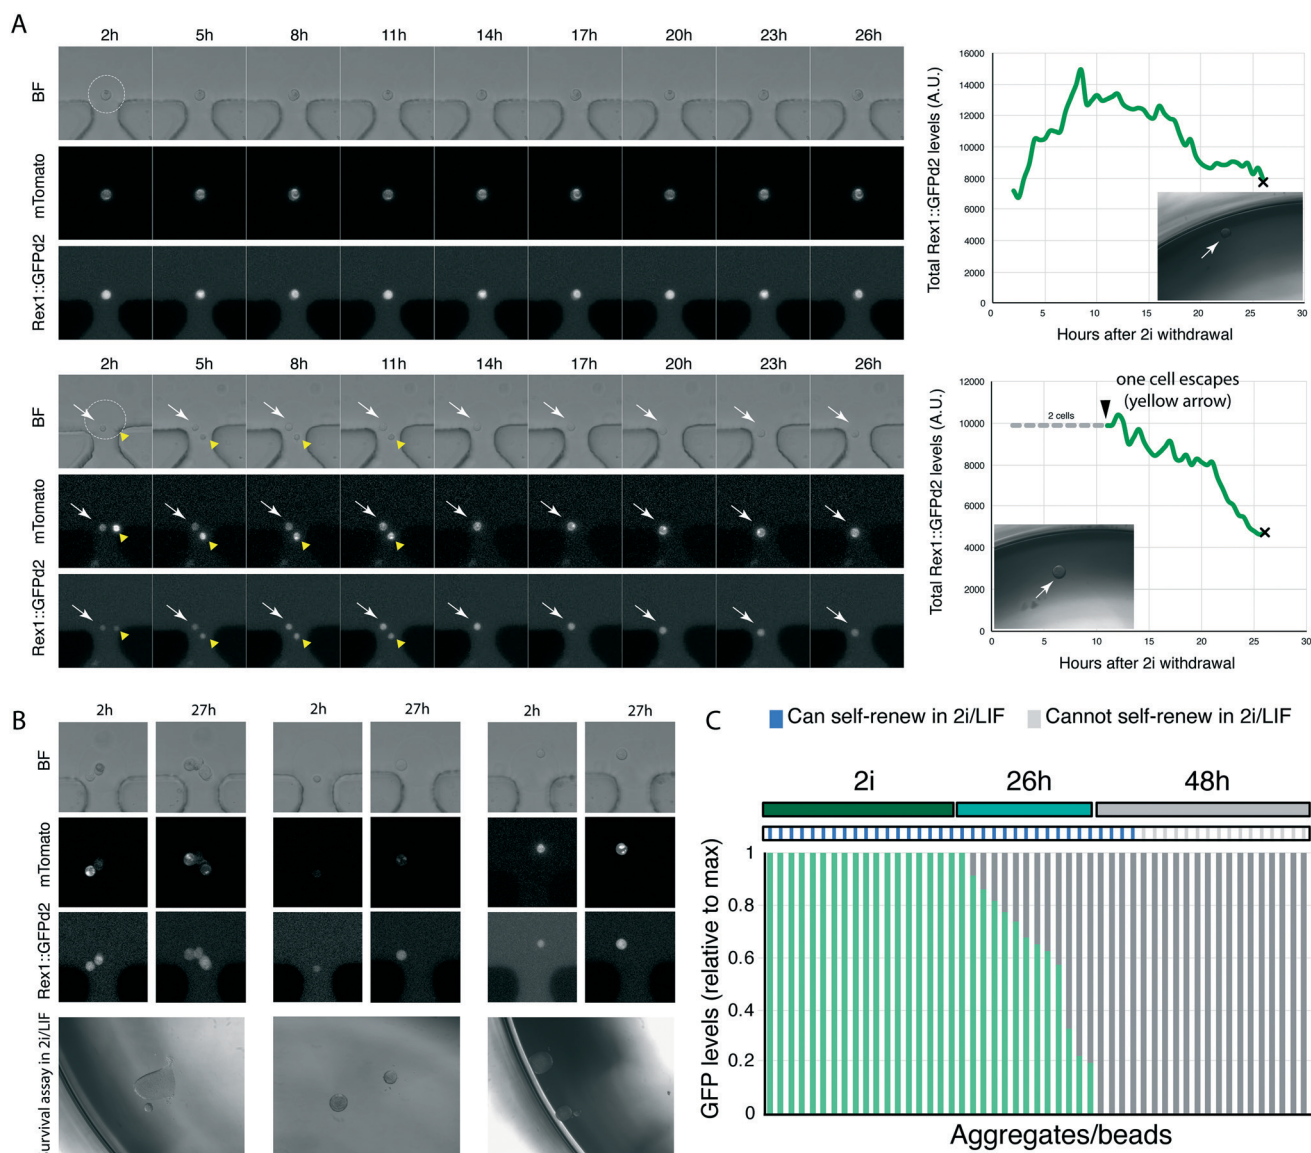 A
2h 5h 8h 11h 14h 17h 20h 23h 26h
BF
mTomato
Rex1::GFPd2
16000
14000
12000
10000
8000
6000
4000
2000
0
Total Rex1::GFPd2 levels (A.U.)
0 5 10 15 20 25 30
Hours after 2i withdrawal
2h 5h 8h 11h 14h 17h 20h 23h 26h
BF
mTomato
Rex1::GFPd2
one cell escapes
(yellow arrow)
2 cells
12000
10000
8000
6000
4000
2000
0
Total Rex1::GFPd2 levels (A.U.)
0 5 10 15 20 25 30
Hours after 2i withdrawal
B
2h 27h 2h 27h 2h 27h
BF
mTomato
Rex1::GFPd2
survival assay in 2i/LIF
C
Can self-renew in 2i/LIF Cannot self-renew in 2i/LIF
2i 26h 48h
1
0.8
0.6
0.4
0.2
0
GFP levels (relative to max)
Aggregates/beads